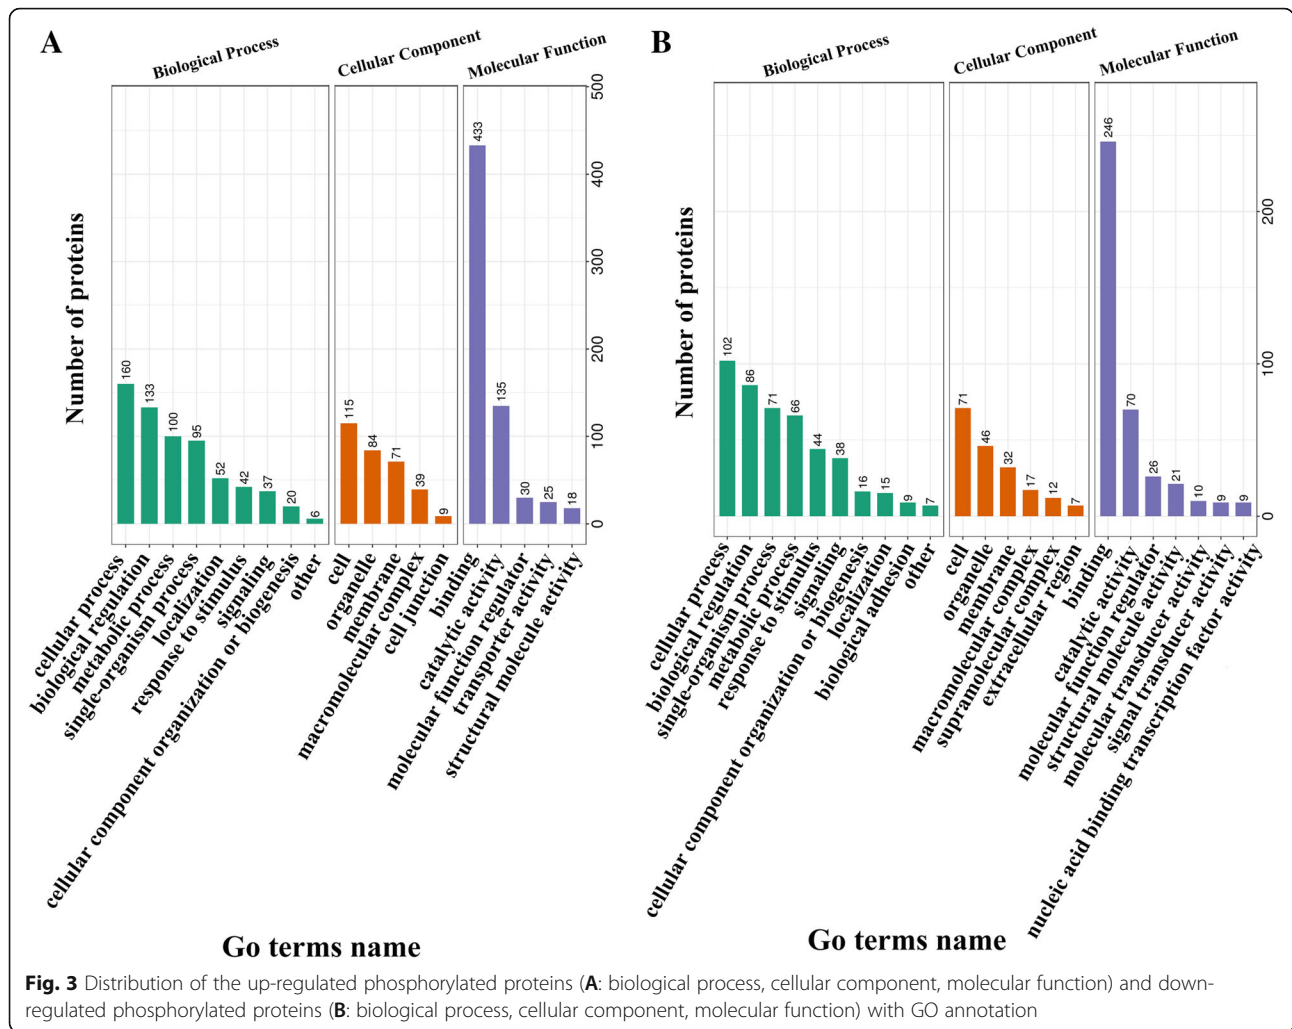 A
Biological Process
Cellular Component
Molecular Function
Number of proteins
0
100
200
300
400
500
160
133
100
95
52
42
37
20
6
115
84
71
39
9
433
135
30
25
18
cellular process
biological regulation
metabolic process
single-organism process
localization
response to stimulus
signaling
cellular component organization or biogenesis
other
cell
organelle
membrane
macromolecular complex
cell junction
binding
catalytic activity
molecular function regulator
transporter activity
structural molecule activity
Go terms name
B
Biological Process
Cellular Component
Molecular Function
Number of proteins
0
100
200
102
86
71
66
44
38
16
15
9
7
71
46
32
17
12
7
246
70
26
21
10
9
9
cellular process
biological regulation
single-organism process
metabolic process
response to stimulus
signaling
cellular component organization or biogenesis
localization
biological adhesion
other
cell
organelle
membrane
macromolecular complex
supramolecular complex
extracellular region
binding
catalytic activity
molecular function regulator
structural molecule activity
molecular transducer activity
signal transducer activity
nucleic acid binding transcription factor activity
Go terms name
Fig. 3 Distribution of the up-regulated phosphorylated proteins (A: biological process, cellular component, molecular function) and down-
regulated phosphorylated proteins (B: biological process, cellular component, molecular function) with GO annotation